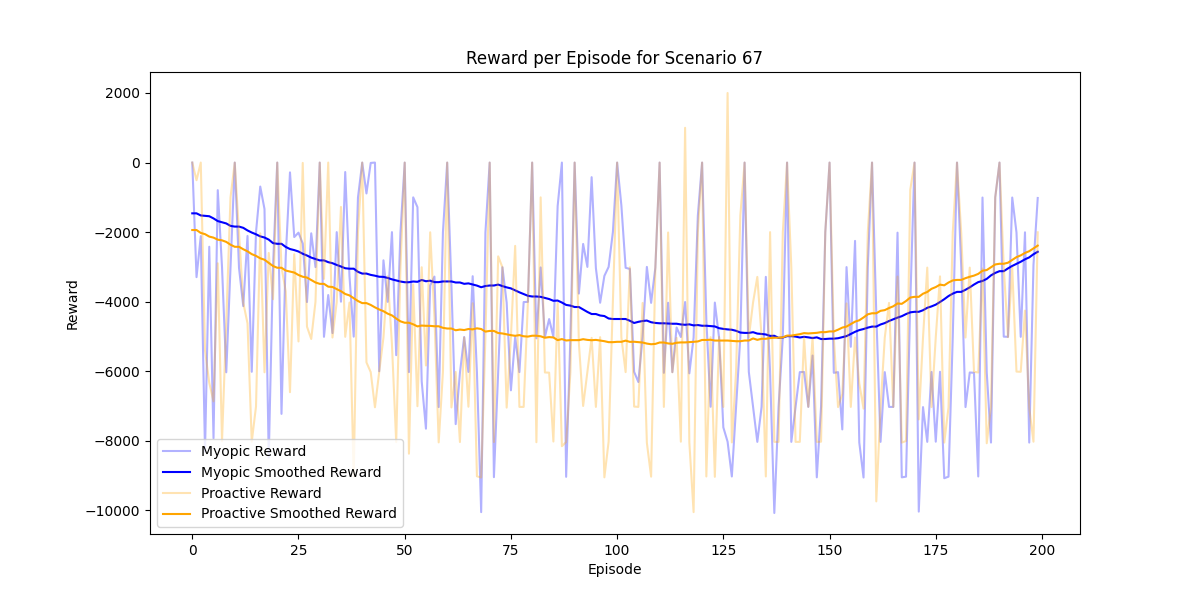 Reward per Episode for Scenario 67
2000
0
−2000
−4000
−6000
−8000
−10000
Reward
Myopic Reward
Myopic Smoothed Reward
Proactive Reward
Proactive Smoothed Reward
0 25 50 75 100 125 150 175 200
Episode